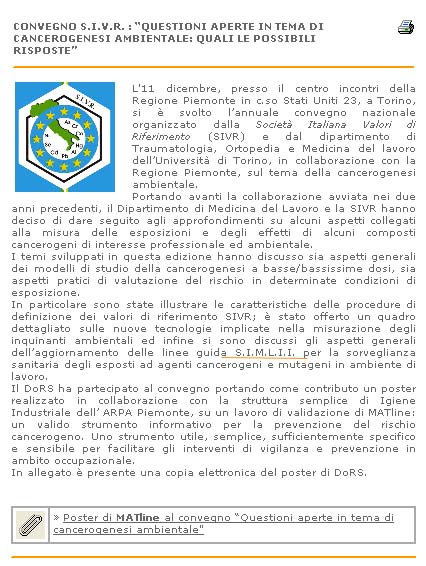 CONVEGNO S.I.V.R. : "QUESTIONI APERTE IN TEMA DI
CANCEROGENESI AMBIENTALE: QUALI LE POSSIBILI
RISPOSTE"
S.I.V.R.
L'11 dicembre, presso il centro incontri della
Regione Piemonte in c.so Stati Uniti 23, a Torino,
si è svolto l'annuale convegno nazionale
organizzato dalla Società Italiana Valori di
Riferimento (SIVR) e dal dipartimento di
Traumatologia, Ortopedia e Medicina del lavoro
dell'Università di Torino, in collaborazione con la
Regione Piemonte, sul tema della cancerogenesi
ambientale.
Portando avanti la collaborazione avviata nei due
anni precedenti, il Dipartimento di Medicina del Lavoro e la SIVR hanno
deciso di dare seguito agli approfondimenti su alcuni aspetti collegati
alla misura delle esposizioni e degli effetti di alcuni composti
cancerogeni di interesse professionale ed ambientale.
I temi sviluppati in questa edizione hanno discusso sia aspetti generali
dei modelli di studio della cancerogenesi a basse/bassissime dosi, sia
aspetti pratici di valutazione del rischio in determinate condizioni di
esposizione.
In particolare sono state illustrare le caratteristiche delle procedure di
definizione dei valori di riferimento SIVR; è stato offerto un quadro
dettagliato sulle nuove tecnologie implicate nella misurazione degli
inquinanti ambientali ed infine si sono discussi gli aspetti generali
dell'aggiornamento delle linee guida S.I.M.L.I.I. per la sorveglianza
sanitaria degli esposti ad agenti cancerogeni e mutageni in ambiente di
lavoro.
Il DoRS ha partecipato al convegno portando come contributo un poster
realizzato in collaborazione con la struttura semplice di Igiene
Industriale dell' ARPA Piemonte, su un lavoro di validazione di MATline:
un valido strumento informativo per la prevenzione del rischio
cancerogeno. Uno strumento utile, semplice, sufficientemente specifico
e sensibile per facilitare gli interventi di vigilanza e prevenzione in
ambito occupazionale.
In allegato è presente una copia elettronica del poster di DoRS.
» Poster di MATline al convegno "Questioni aperte in tema di
cancerogenesi ambientale"